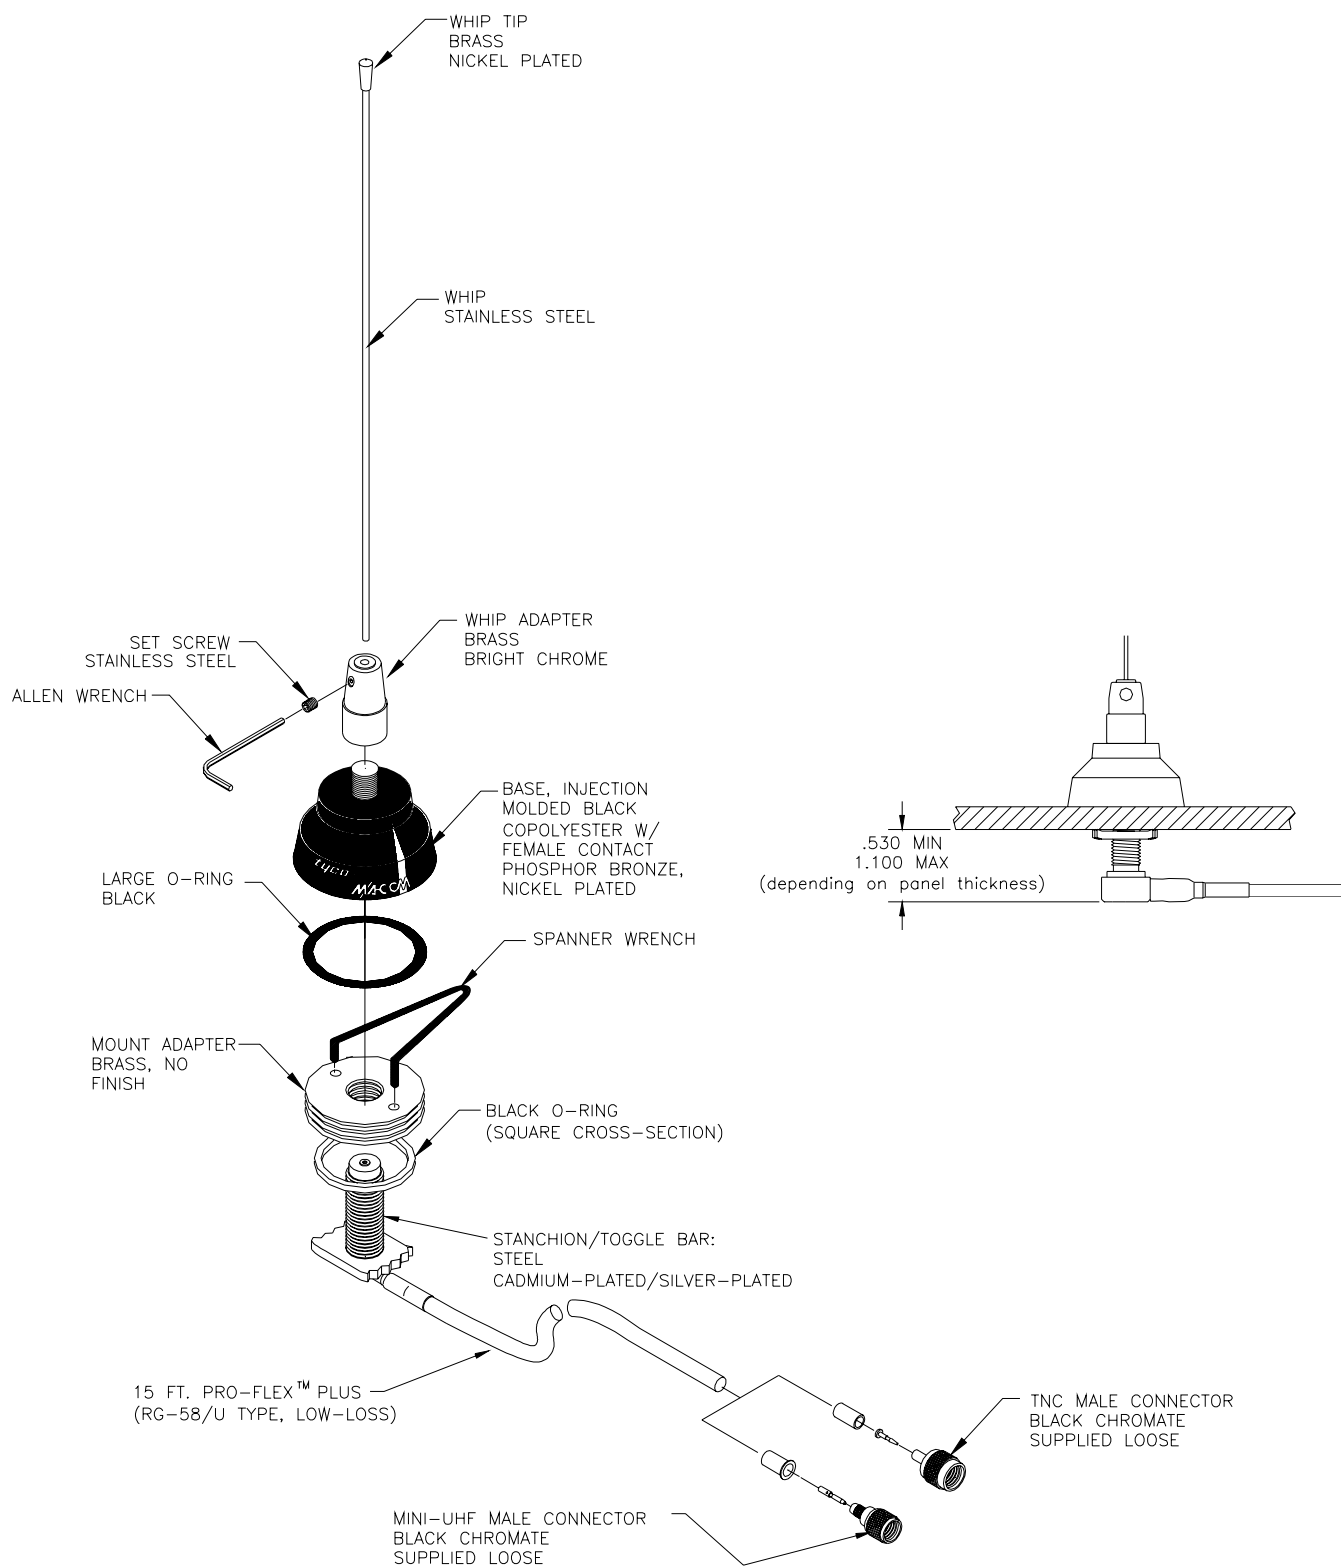 WHIP TIP
BRASS
NICKEL PLATED
WHIP
STAINLESS STEEL
WHIP ADAPTER
BRASS
BRIGHT CHROME
SET SCREW
STAINLESS STEEL
ALLEN WRENCH
BASE, INJECTION
MOLDED BLACK
COPOLYESTER W/
FEMALE CONTACT
PHOSPHOR BRONZE,
NICKEL PLATED
tyco
M/A-COM
.530 MIN
1.100 MAX
(depending on panel thickness)
LARGE O-RING
BLACK
SPANNER WRENCH
MOUNT ADAPTER
BRASS, NO
FINISH
BLACK O-RING
(SQUARE CROSS-SECTION)
STANCHION/TOGGLE BAR:
STEEL
CADMIUM-PLATED/SILVER-PLATED
15 FT. PRO-FLEX™ PLUS
(RG-58/U TYPE, LOW-LOSS)
TNC MALE CONNECTOR
BLACK CHROMATE
SUPPLIED LOOSE
MINI-UHF MALE CONNECTOR
BLACK CHROMATE
SUPPLIED LOOSE